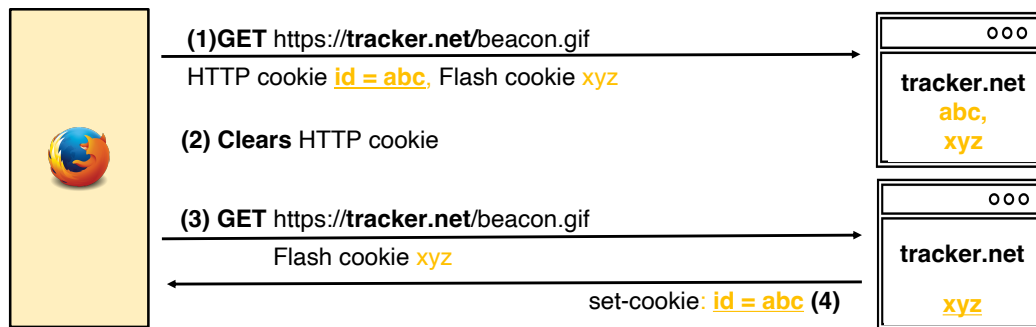 (1)GET https://tracker.net/beacon.gif
HTTP cookie id = abc, Flash cookie xyz
tracker.net
abc,
xyz
(2) Clears HTTP cookie
(3) GET https://tracker.net/beacon.gif
Flash cookie xyz
tracker.net
xyz
set-cookie: id = abc (4)